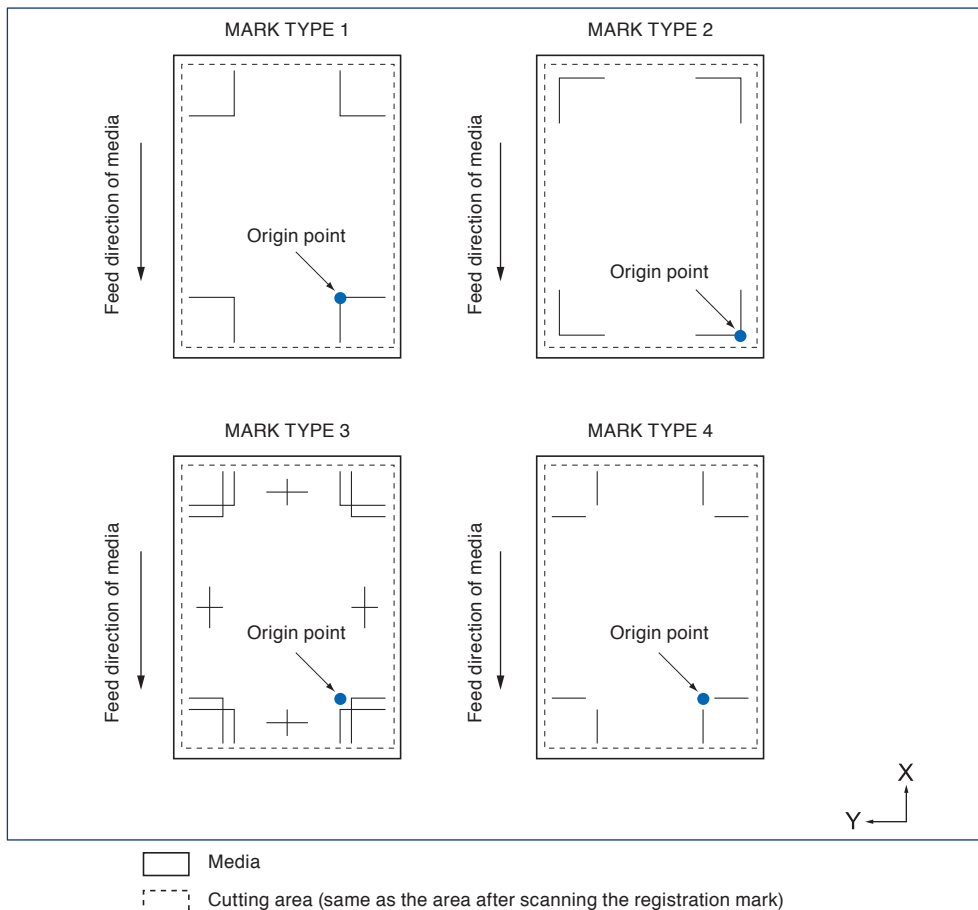 MARK TYPE 1
MARK TYPE 2
Feed direction of media
Origin point
Feed direction of media
Origin point
MARK TYPE 3
MARK TYPE 4
Feed direction of media
Origin point
Feed direction of media
Origin point
X
Y
Media
Cutting area (same as the area after scanning the registration mark)